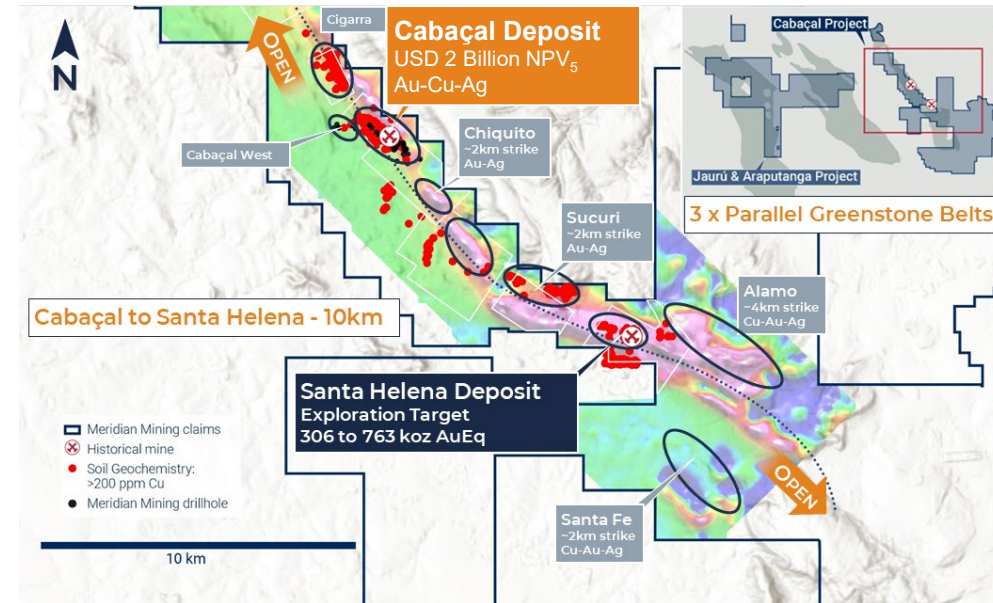 Cigarra
OPEN
N
Cabaçal Deposit
USD 2 Billion NPV5
Au-Cu-Ag
Cabaçal Project
Jaurú & Araputanga Project
3 x Parallel Greenstone Belts
Chiquito
~2km strike
Au-Ag
Cabaçal West
Sucuri
~2km strike
Au-Ag
Alamo
~4km strike
Cu-Au-Ag
Cabaçal to Santa Helena - 10km
Santa Helena Deposit
Exploration Target
306 to 763 koz AuEq
Meridian Mining claims
Historical mine
Soil Geochemistry:
>200 ppm Cu
Meridian Mining drillhole
10 km
OPEN
Santa Fe
~2km strike
Cu-Au-Ag